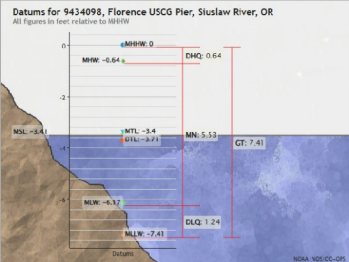 Datums for 9434098, Florence USCG Pier, Siuslaw River, OR
All figures in feet relative to MHHW
0
MHHW: 0
MHW: -0.64
DHQ: 0.64
-2
NSL: -3.41
MTL: -3.4
DTL: -3.71
MN: 5.53
GT: 7.41
-6
MLW: -6.17
DLQ: 1.24
MLLW: -7.41
Datums
NOAA/NOS/CO-OPS